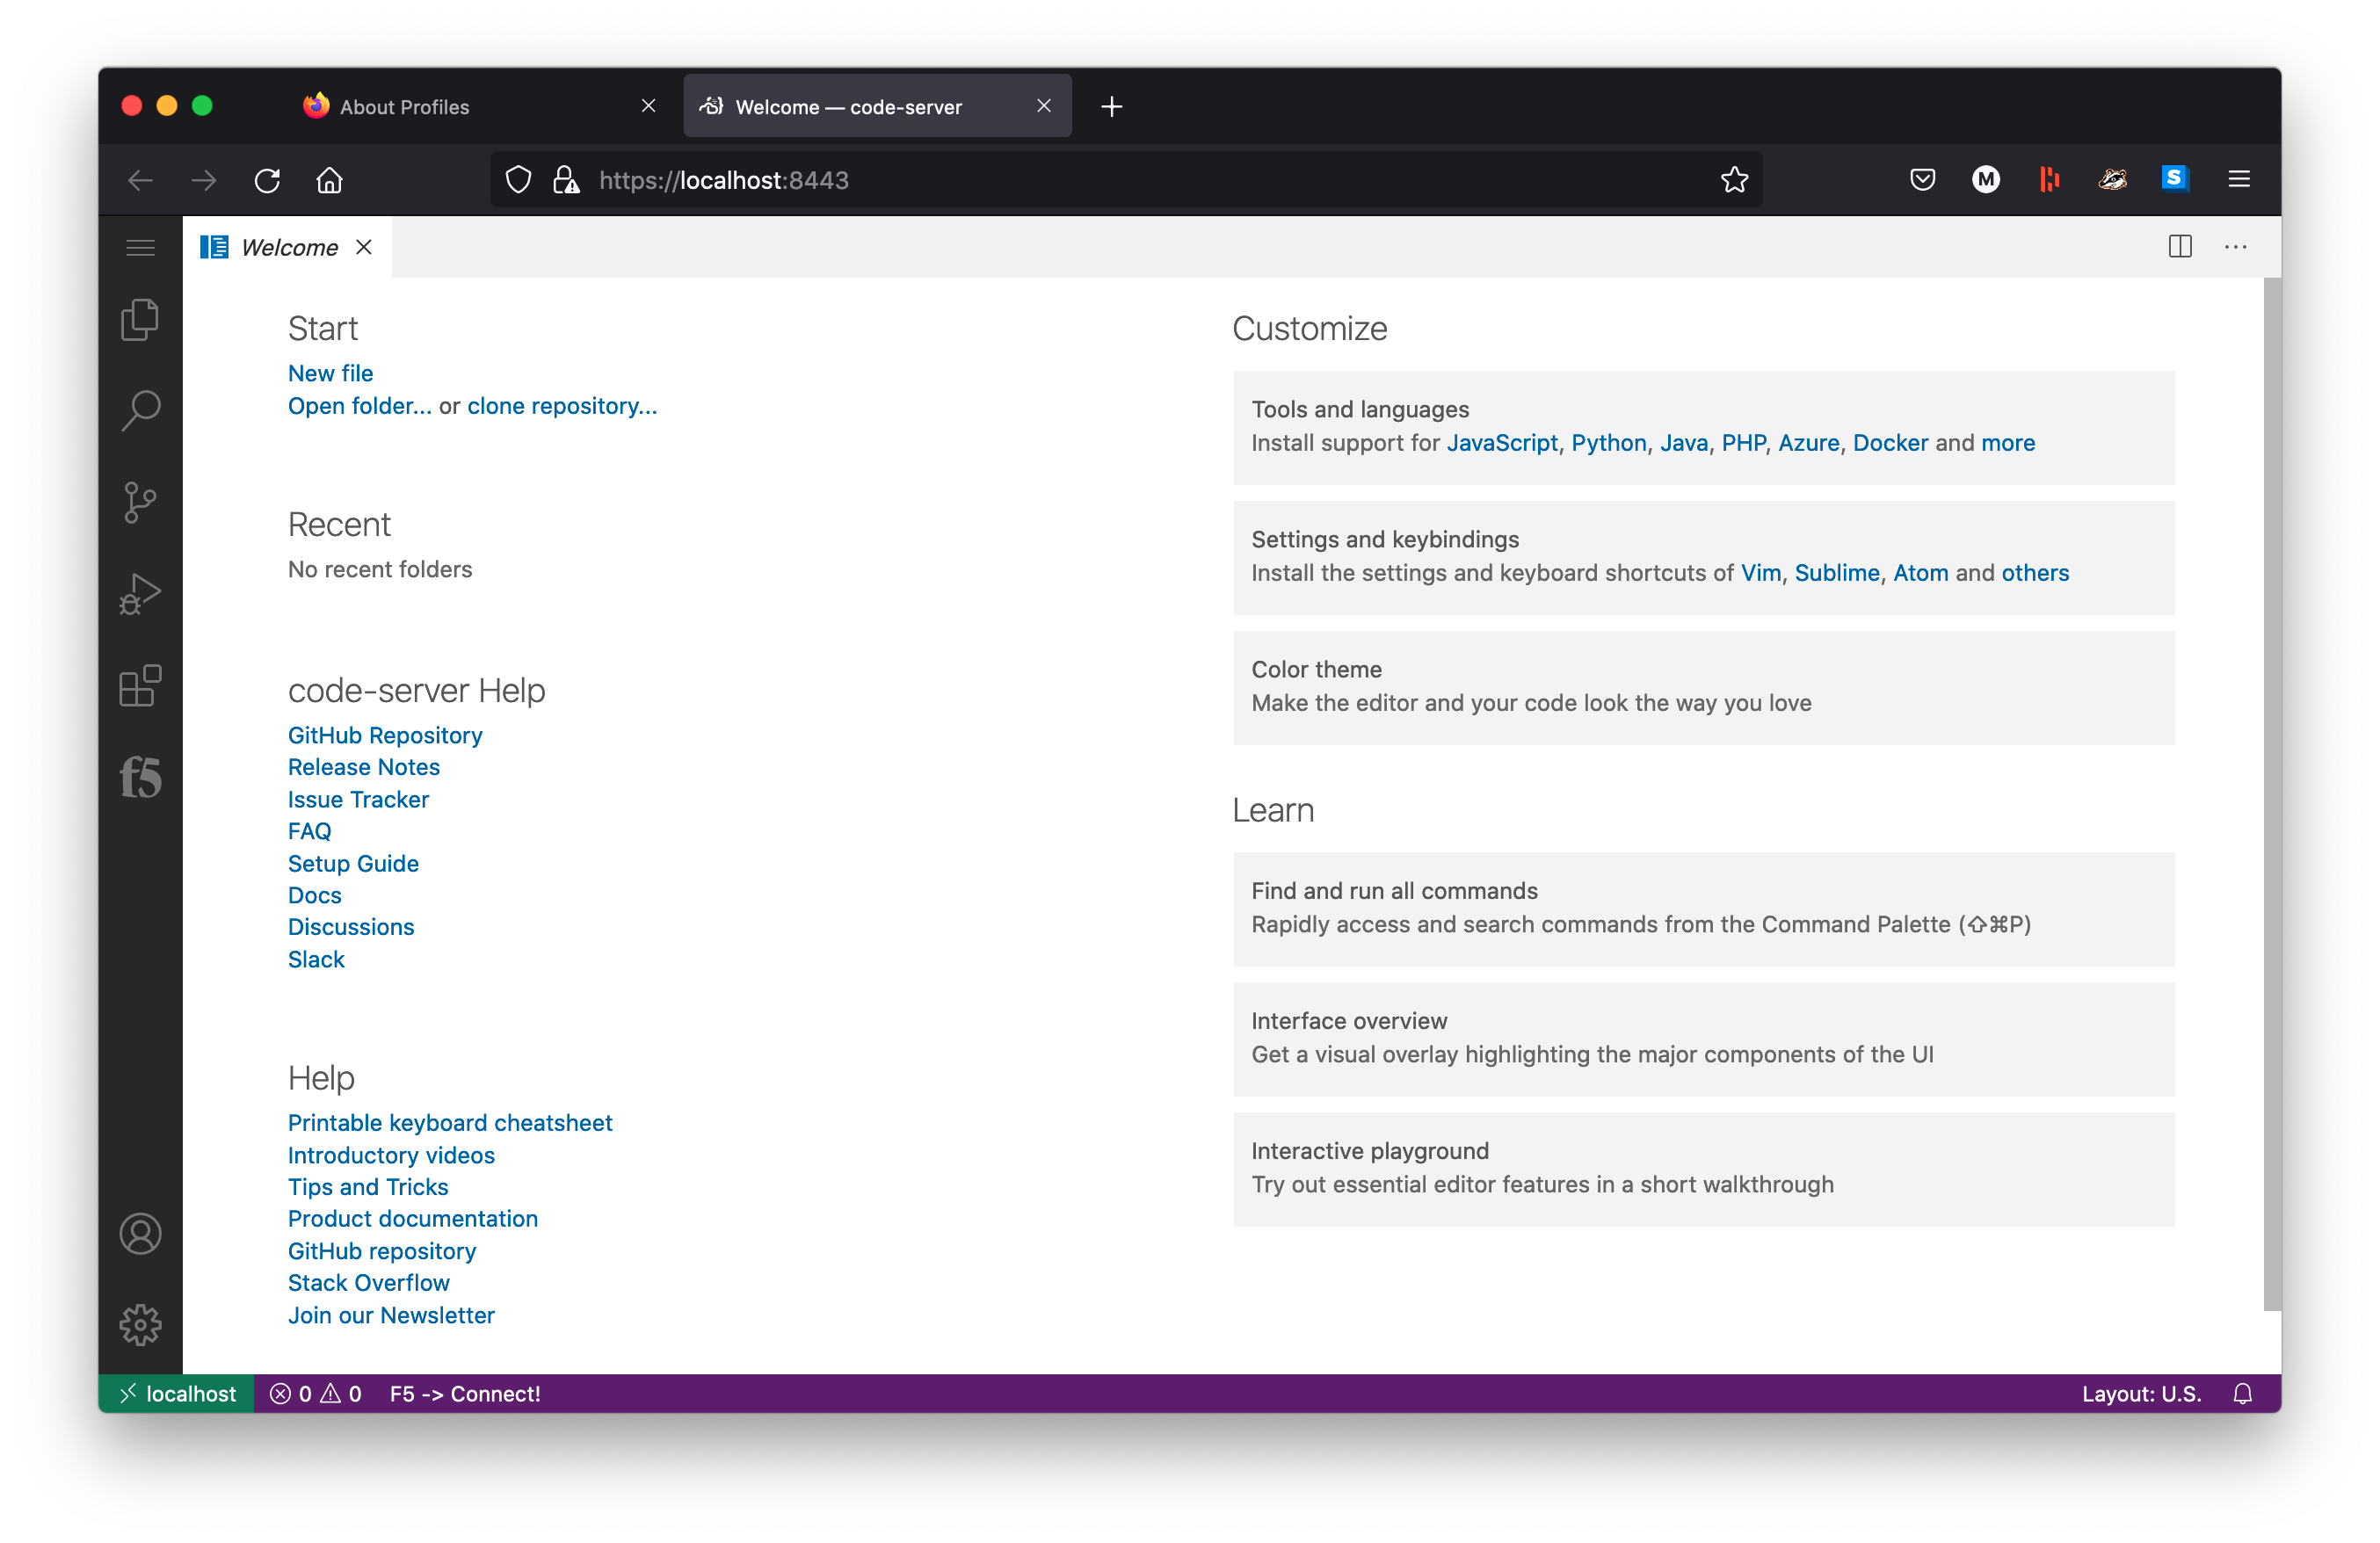 About Profiles
Welcome — code-server
https://localhost:8443
M
S
Welcome
Start
New file
Open folder... or clone repository...
Recent
No recent folders
code-server Help
GitHub Repository
Release Notes
Issue Tracker
FAQ
Setup Guide
Docs
Discussions
Slack
Help
Printable keyboard cheatsheet
Introductory videos
Tips and Tricks
Product documentation
GitHub repository
Stack Overflow
Join our Newsletter
Customize
Tools and languages
Install support for JavaScript, Python, Java, PHP, Azure, Docker and more
Settings and keybindings
Install the settings and keyboard shortcuts of Vim, Sublime, Atom and others
Color theme
Make the editor and your code look the way you love
Learn
Find and run all commands
Rapidly access and search commands from the Command Palette (⇧⌘P)
Interface overview
Get a visual overlay highlighting the major components of the UI
Interactive playground
Try out essential editor features in a short walkthrough
f5
localhost 0 0 F5 -> Connect! Layout: U.S.